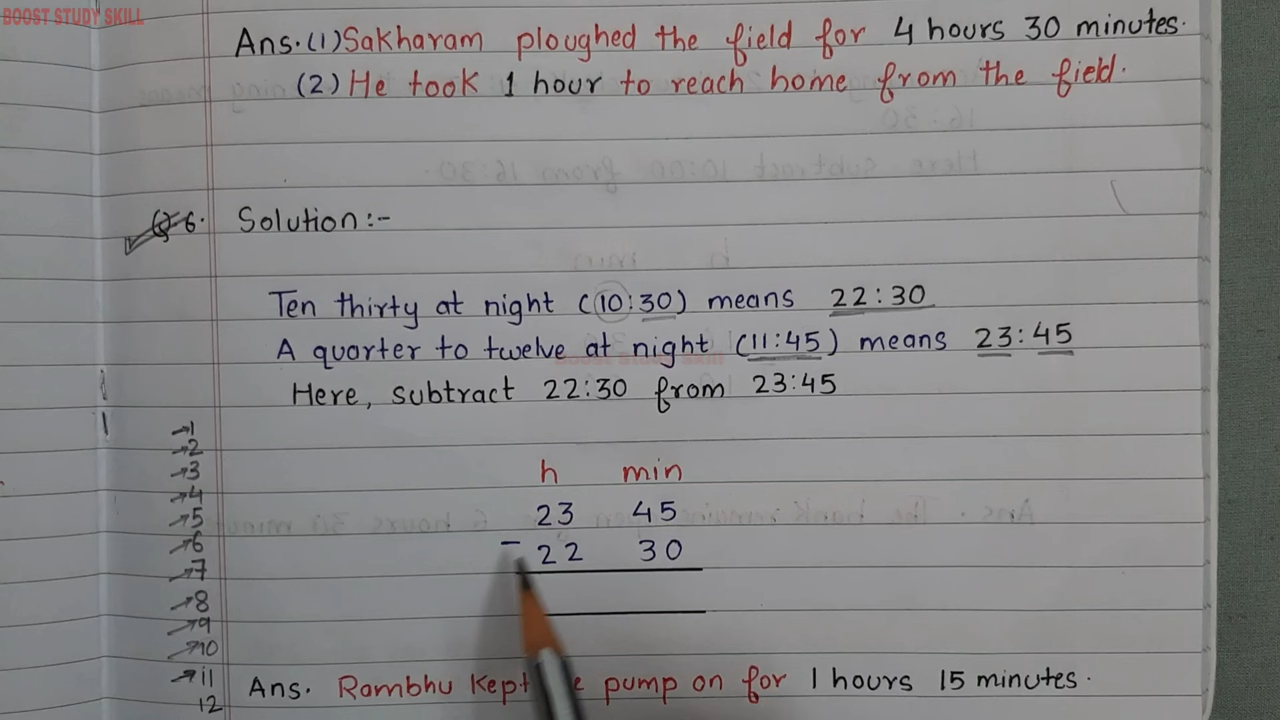 BOOST STUDY SKILL
Ans. (1) Sakharam ploughed the field for 4 hours 30 minutes.
(2) He took 1 hour to reach home from the field.
Q 6. Solution :-
Ten thirty at night (10:30) means 22:30
A quarter to twelve at night (11:45) means 23:45
Here, subtract 22:30 from 23:45
→1
→2
→3
→4
→5
→6
→7
→8
→9
→10
→11
12
h min
23 45
- 22 30
Ans. Rambhu kept pump on for 1 hours 15 minutes.